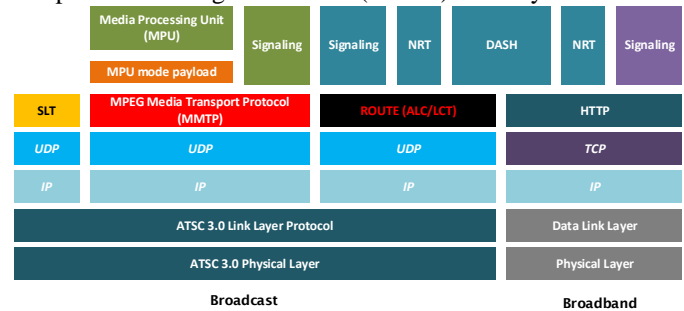 Media Processing Unit
(MPU)
Signaling
Signaling
NRT
DASH
NRT
Signaling
MPU mode payload
SLT
MPEG Media Transport Protocol
(MMTP)
ROUTE (ALC/LCT)
HTTP
UDP
UDP
UDP
TCP
IP
IP
IP
IP
ATSC 3.0 Link Layer Protocol
Data Link Layer
ATSC 3.0 Physical Layer
Physical Layer
Broadcast
Broadband